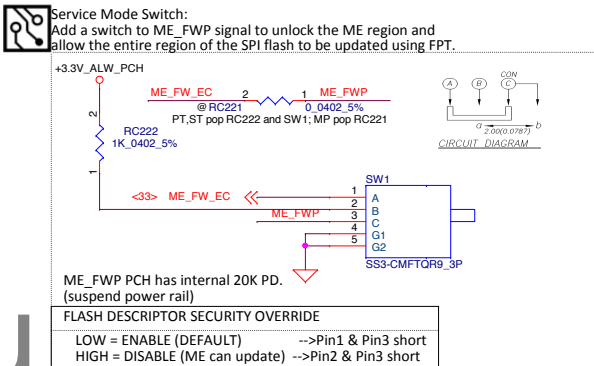 Service Mode Switch:
Add a switch to ME_FWP signal to unlock the ME region and
allow the entire region of the SPI flash to be updated using FPT.
+3.3V_ALW_PCH
ME_FW_EC 2 1 ME_FWP
@ RC221 0_0402_5%
PT,ST pop RC222 and SW1; MP pop RC221
A B CON C
a b
2.00(0.0787)
CIRCUIT DIAGRAM
2
RC222
1K_0402_5%
1
SW1
<33> ME_FW_EC 1 A
2 B
ME_FWP 3 C
4 G1
5 G2
SS3-CMFTQR9_3P
ME_FWP PCH has internal 20K PD.
(suspend power rail)
FLASH DESCRIPTOR SECURITY OVERRIDE
LOW = ENABLE (DEFAULT) -->Pin1 & Pin3 short
HIGH = DISABLE (ME can update) -->Pin2 & Pin3 short